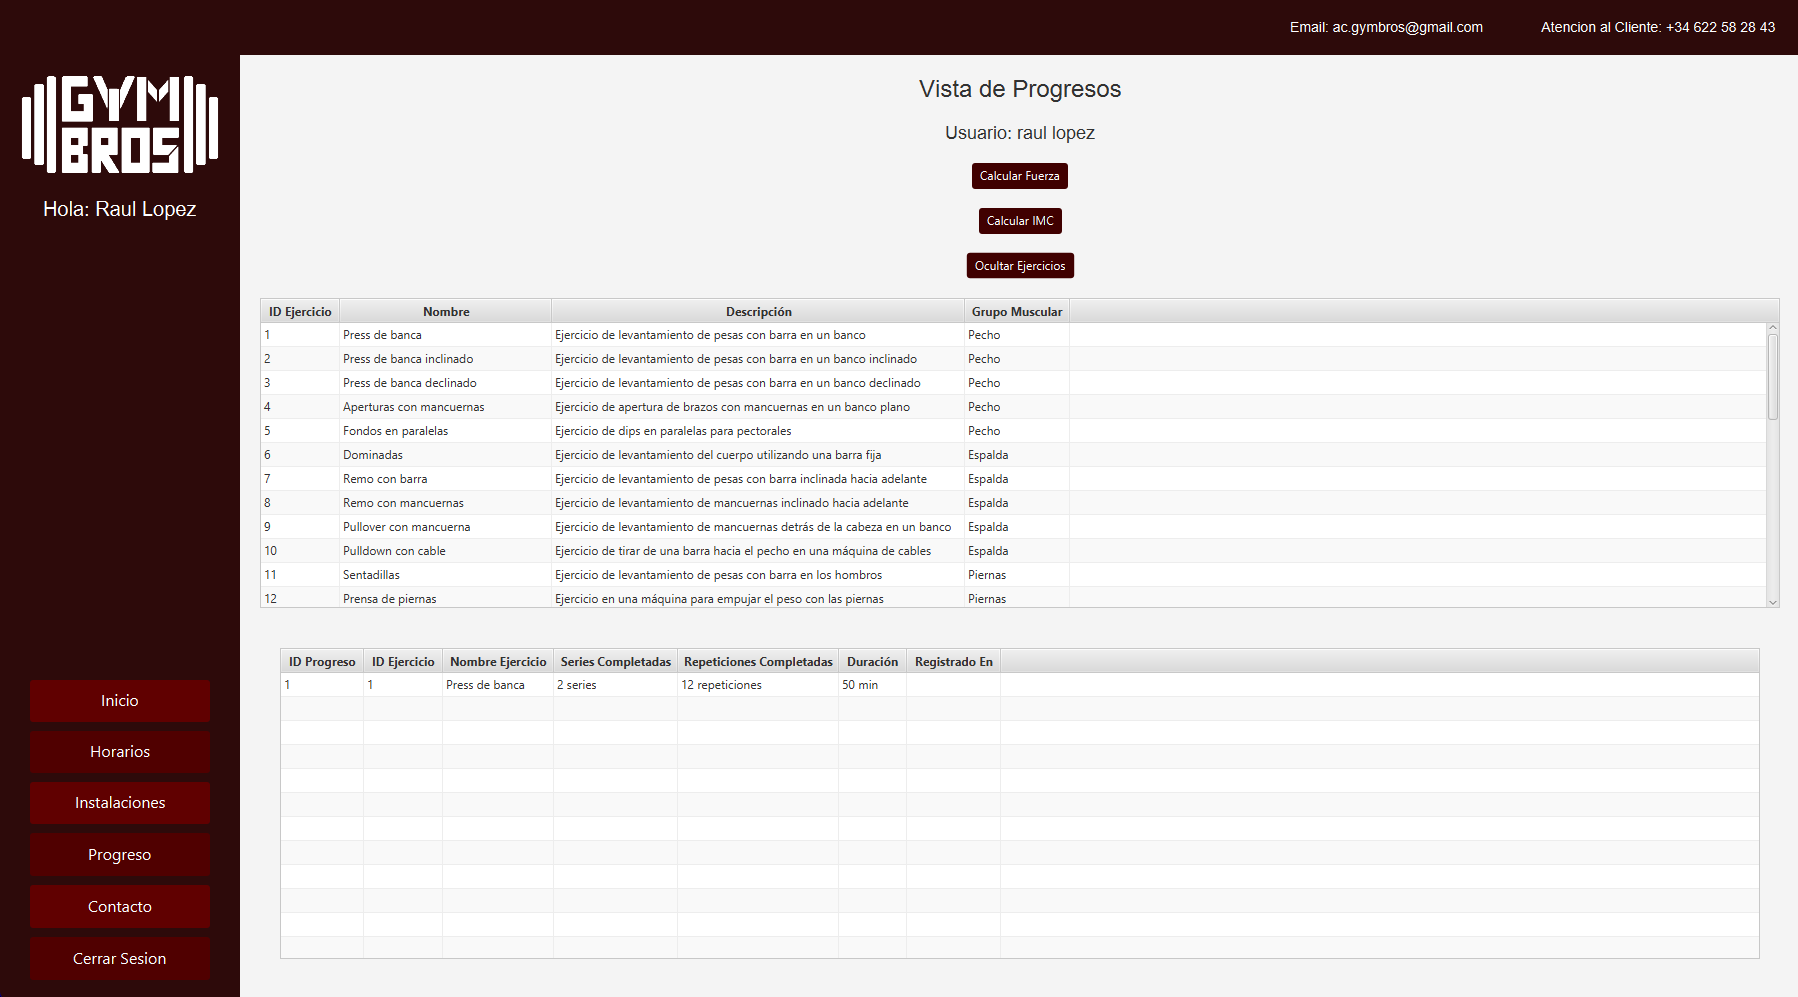 Email: ac.gymbros@gmail.com Atencion al Cliente: +34 622 58 28 43
GYM
BROS
Hola: Raul Lopez
Inicio
Horarios
Instalaciones
Progreso
Contacto
Cerrar Sesion
Vista de Progresos
Usuario: raul lopez
Calcular Fuerza
Calcular IMC
Ocultar Ejercicios
ID Ejercicio Nombre Descripción Grupo Muscular
1 Press de banca Ejercicio de levantamiento de pesas con barra en un banco Pecho
2 Press de banca inclinado Ejercicio de levantamiento de pesas con barra en un banco inclinado Pecho
3 Press de banca declinado Ejercicio de levantamiento de pesas con barra en un banco declinado Pecho
4 Aperturas con mancuernas Ejercicio de apertura de brazos con mancuernas en un banco plano Pecho
5 Fondos en paralelas Ejercicio de dips en paralelas para pectorales Pecho
6 Dominadas Ejercicio de levantamiento del cuerpo utilizando una barra fija Espalda
7 Remo con barra Ejercicio de levantamiento de pesas con barra inclinada hacia adelante Espalda
8 Remo con mancuernas Ejercicio de levantamiento de mancuernas inclinado hacia adelante Espalda
9 Pullover con mancuerna Ejercicio de levantamiento de mancuernas detrás de la cabeza en un banco Espalda
10 Pulldown con cable Ejercicio de tirar de una barra hacia el pecho en una máquina de cables Espalda
11 Sentadillas Ejercicio de levantamiento de pesas con barra en los hombros Piernas
12 Prensa de piernas Ejercicio en una máquina para empujar el peso con las piernas Piernas
ID Progreso ID Ejercicio Nombre Ejercicio Series Completadas Repeticiones Completadas Duración Registrado En
1 1 Press de banca 2 series 12 repeticiones 50 min